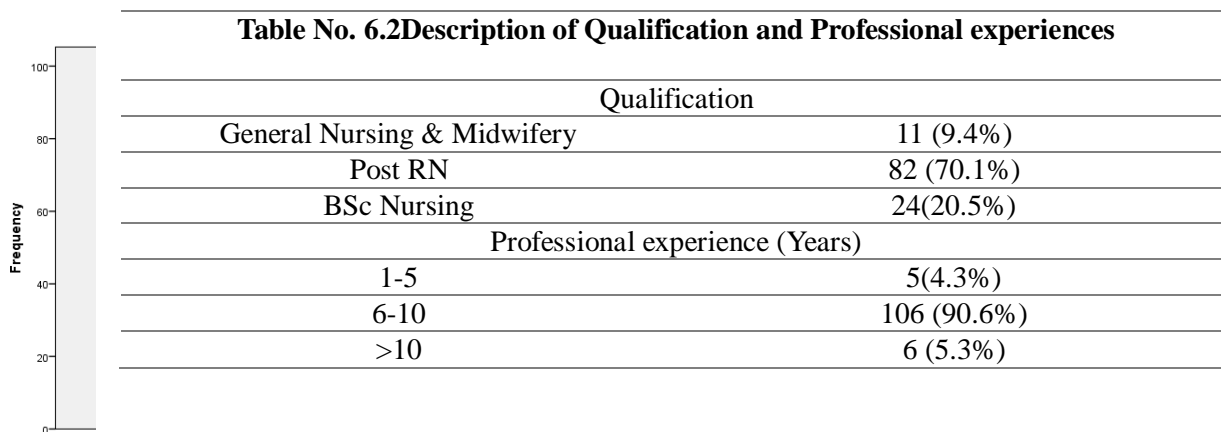 Table No. 6.2Description of Qualification and Professional experiences
Qualification
General Nursing & Midwifery 11 (9.4%)
Post RN 82 (70.1%)
BSc Nursing 24(20.5%)
Professional experience (Years)
1-5 5(4.3%)
6-10 106 (90.6%)
>10 6 (5.3%)
Frequency
100
80
60
40
20
0